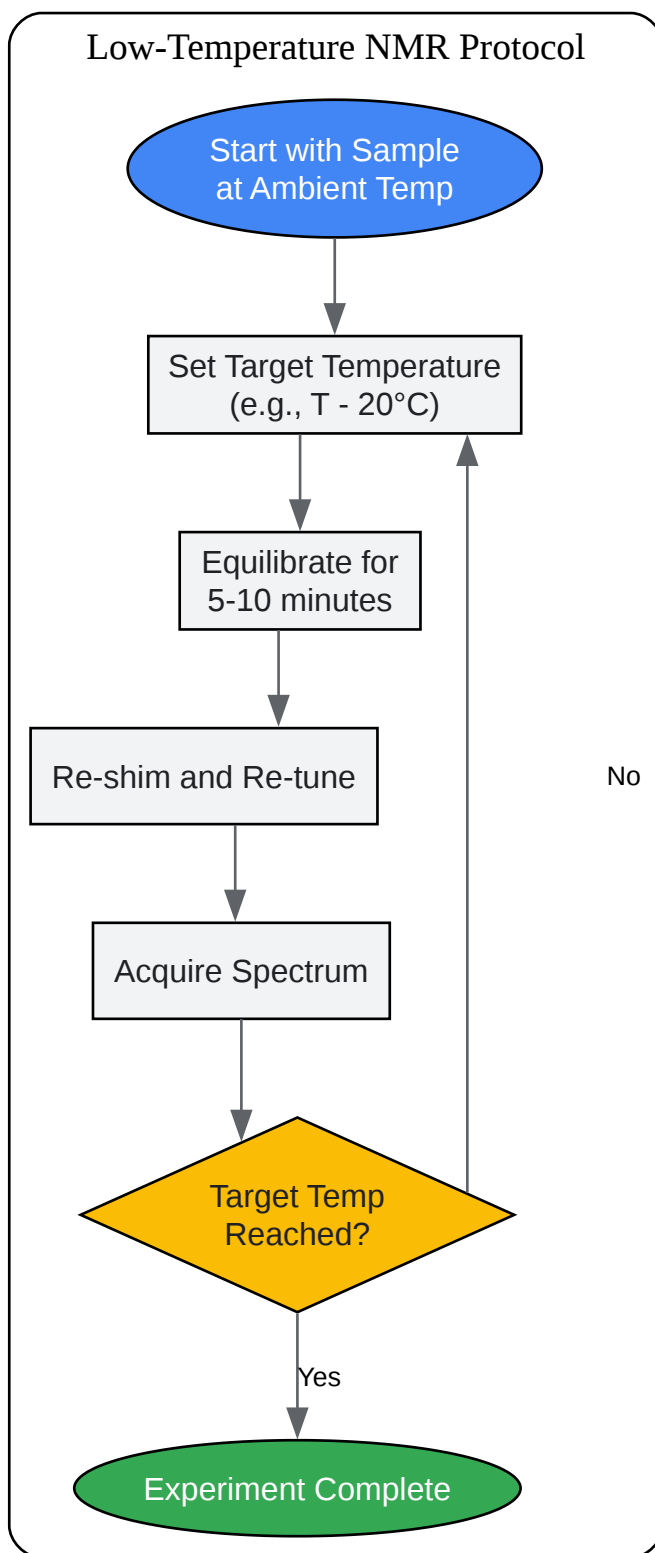 Low-Temperature NMR Protocol
Start with Sample
at Ambient Temp
Set Target Temperature
(e.g., T - 20°C)
Equilibrate for
5-10 minutes
Re-shim and Re-tune
No
Acquire Spectrum
Target Temp
Reached?
Yes
Experiment Complete